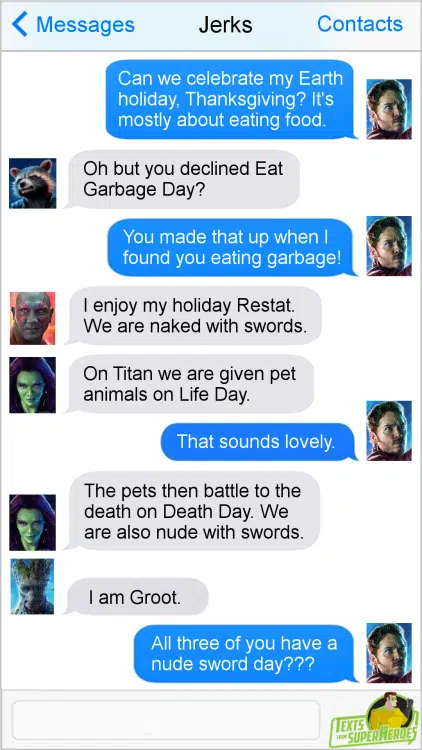 Messages
Jerks
Contacts
Can we celebrate my Earth
holiday, Thanksgiving? It's
mostly about eating food.
Oh but you declined Eat
Garbage Day?
You made that up when I
found you eating garbage!
I enjoy my holiday Restat.
We are naked with swords.
On Titan we are given pet
animals on Life Day.
That sounds lovely.
The pets then battle to the
death on Death Day. We
are also nude with swords.
I am Groot.
All three of you have a
nude sword day???
TEXTS
FROM SUPERHEROES